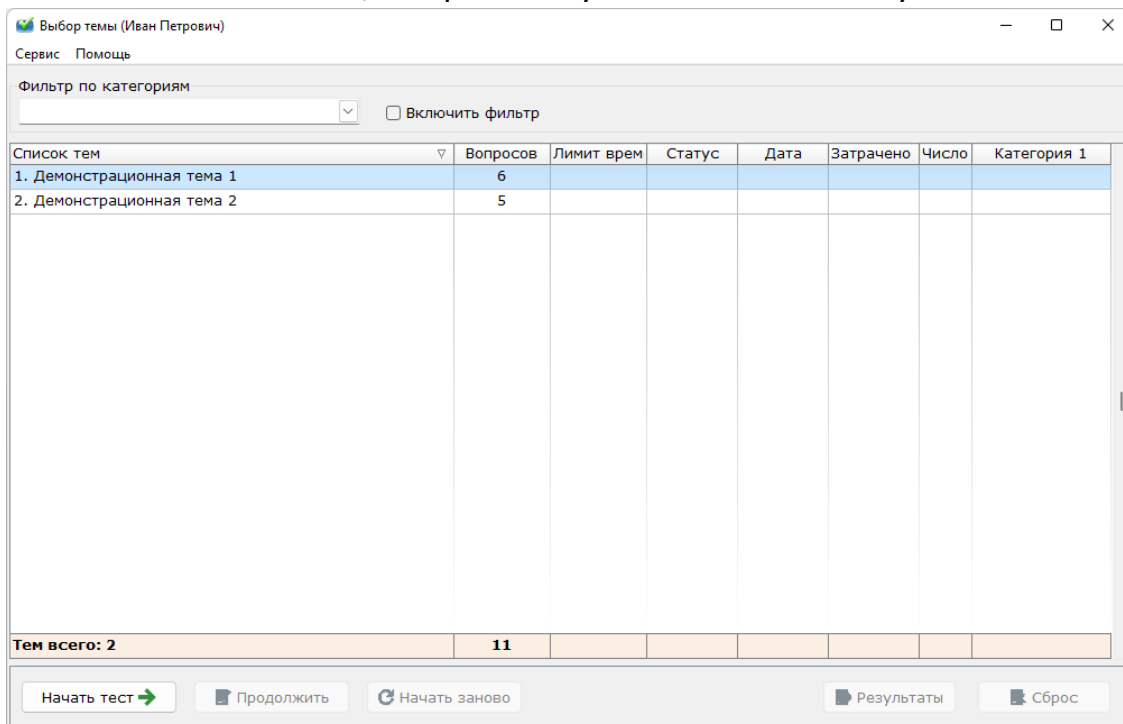 Выбор темы (Иван Петрович)
Сервис Помощь
Фильтр по категориям
Включить фильтр
Список тем Вопросов Лимит врем Статус Дата Затрачено Число Категория 1
1. Демонстрационная тема 1 6
2. Демонстрационная тема 2 5
Тем всего: 2 11
Начать тест Продолжить Начать заново Результаты Сброс